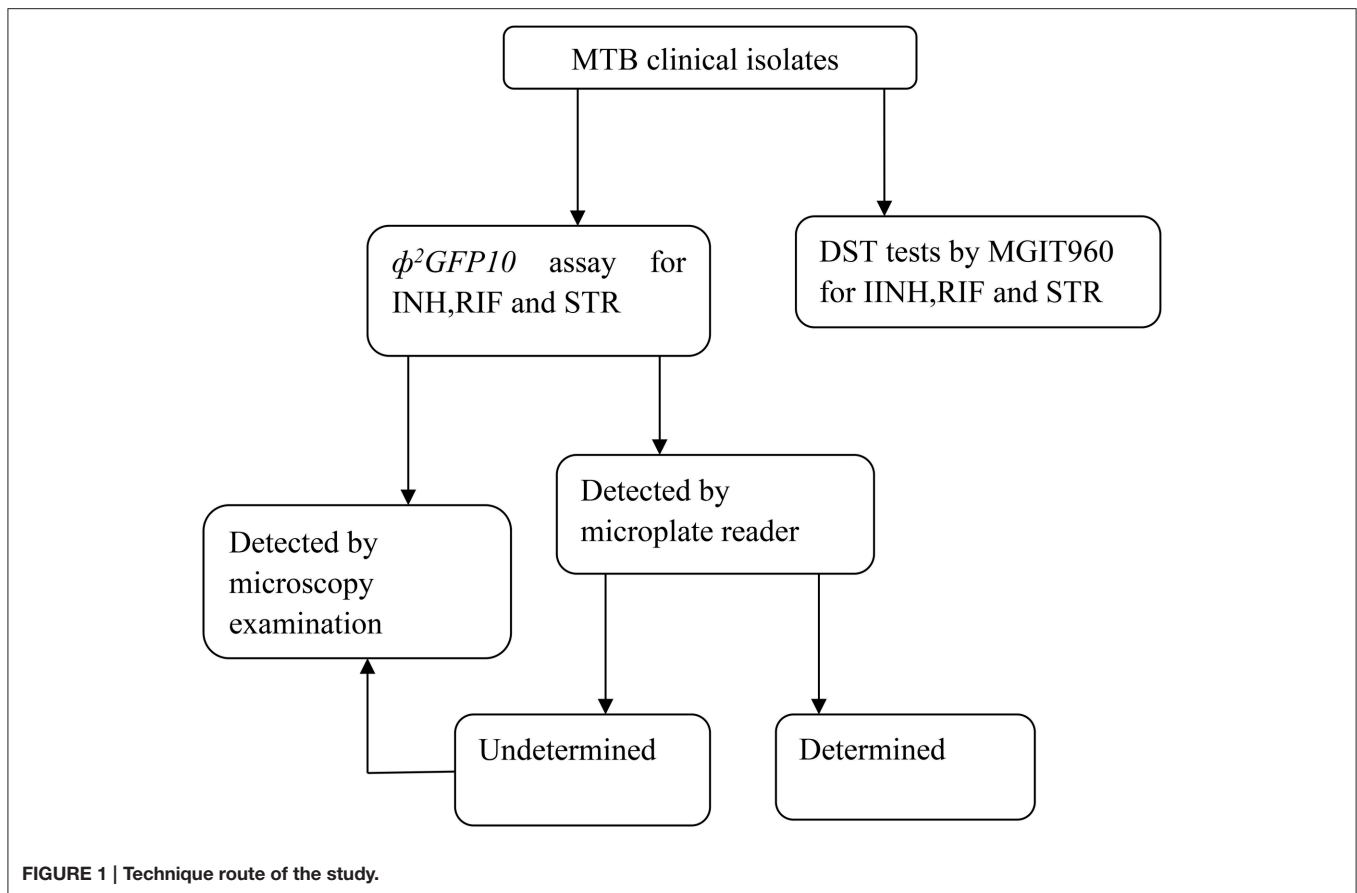 MTB clinical isolates
ф²GFP10 assay for
INH,RIF and STR
DST tests by MGIT960
for IINH,RIF and STR
Detected by
microplate reader
Detected by
microscopy
examination
Undetermined
Determined
FIGURE 1 | Technique route of the study.